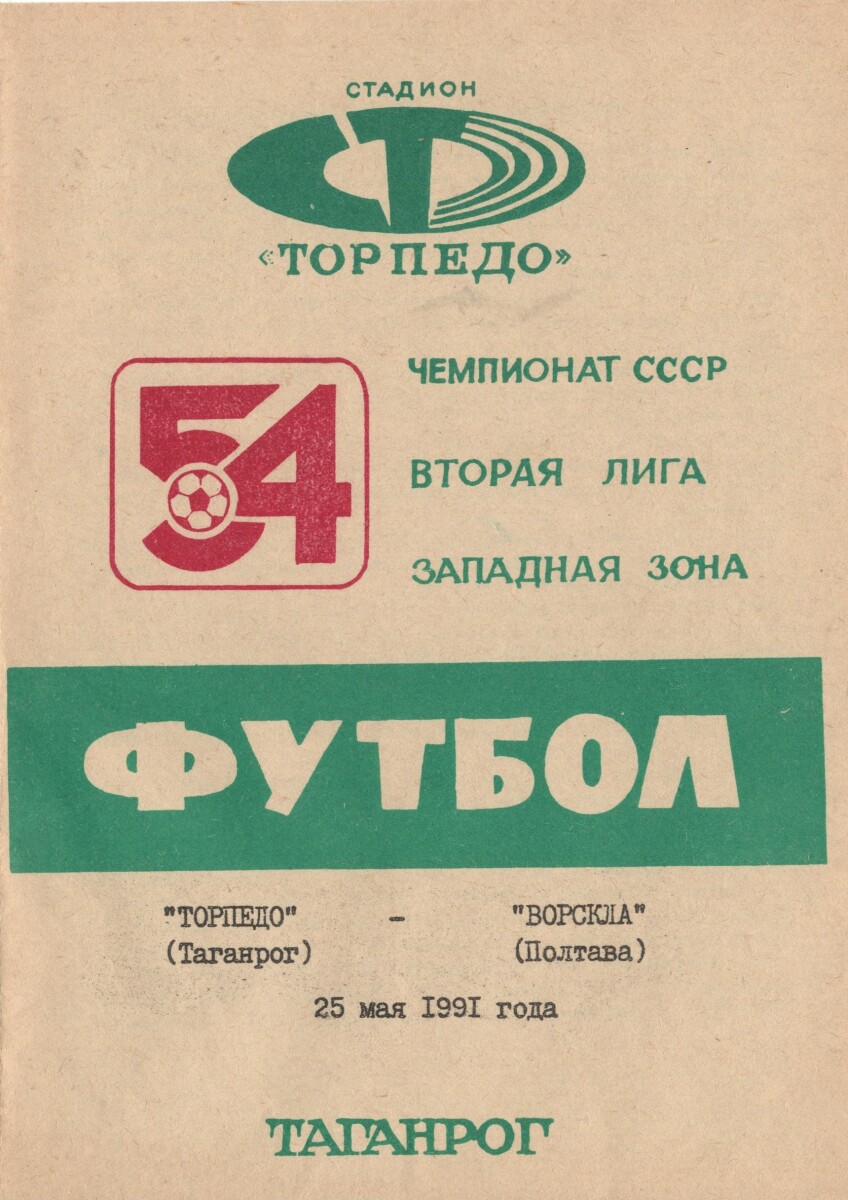 СТАДИОН
«ТОРПЕДО»
54
ЧЕМПИОНАТ СССР
ВТОРАЯ ЛИГА
ЗАПАДНАЯ ЗОНА
ФУТБОЛ
"ТОРПЕДО" - "ВОРСКЛА"
(Таганрог) (Полтава)
25 мая 1991 года
ТАГАНРОГ